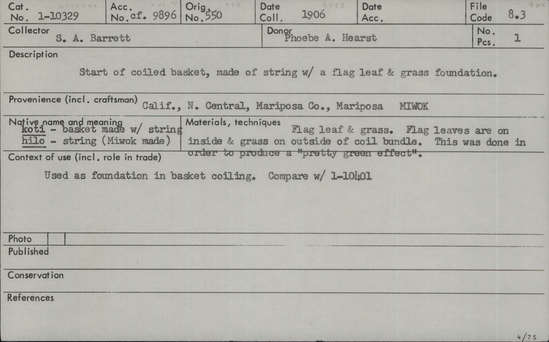 Cat. No. 1-10329 Acc. No. af. 9896 Orig. No. 550 Date Coll. 1906 Date Acc. File Code 8.3
Collector S. A. Barrett Donor Phoebe A. Hearst No. Pcs. 1
Description
Start of coiled basket, made of string w/ a flag leaf & grass foundation.
Provenience (incl. craftsman) Calif., N. Central, Mariposa Co., Mariposa MIWOK
Native name and meaning
koti - basket made w/ string
hilo - string (Miwok made)
Materials, techniques Flag leaf & grass. Flag leaves are on
inside & grass on outside of coil bundle. This was done in
order to produce a "pretty green effect".
Context of use (incl. role in trade)
Used as foundation in basket coiling. Compare w/ 1-10401
Photo
Published
Conservation
References
4/75